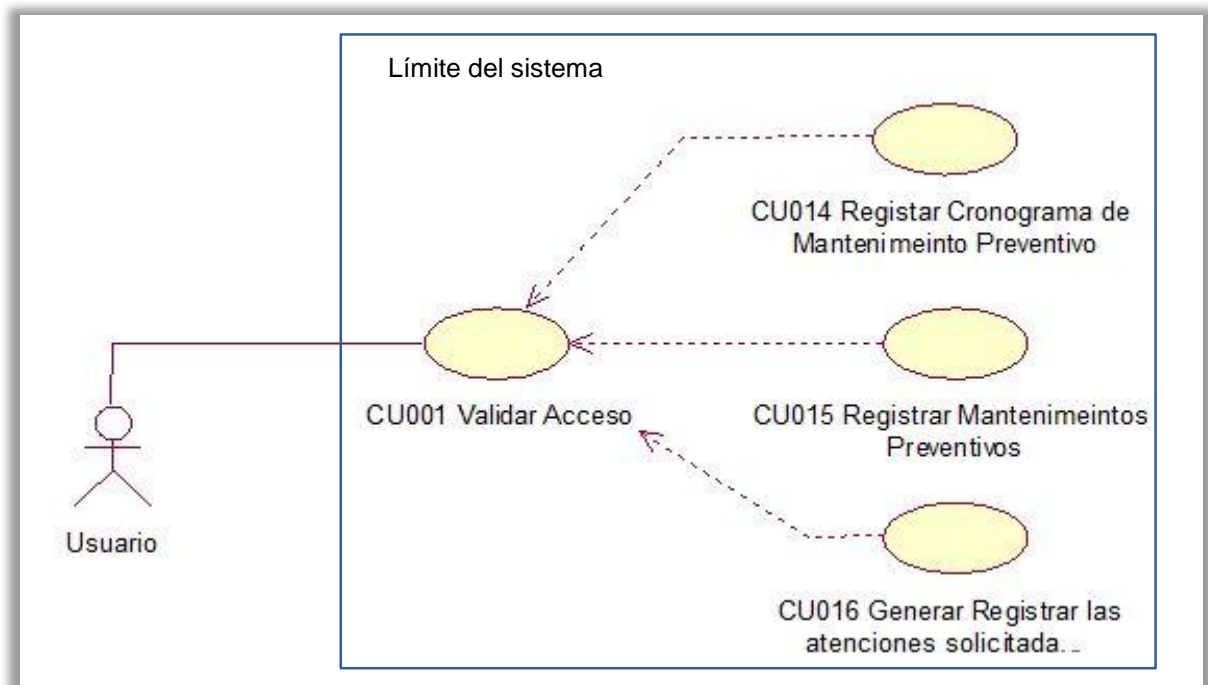 Límite del sistema
CU014 Registar Cronograma de
Mantenimeinto Preventivo
CU001 Validar Acceso
CU015 Registrar Mantenimeintos
Preventivos
Usuario
CU016 Generar Registrar las
atenciones solicitada...